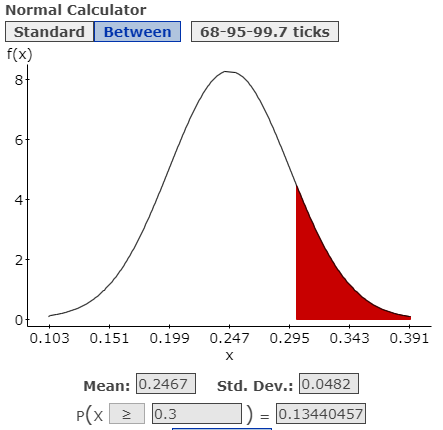 Normal Calculator
Standard Between 68-95-99.7 ticks
f(x)
8
6
4
2
0
0.103 0.151 0.199 0.247 0.295 0.343 0.391
x
Mean: 0.2467 Std. Dev.: 0.0482
P(X ≥ 0.3 ) = 0.13440457